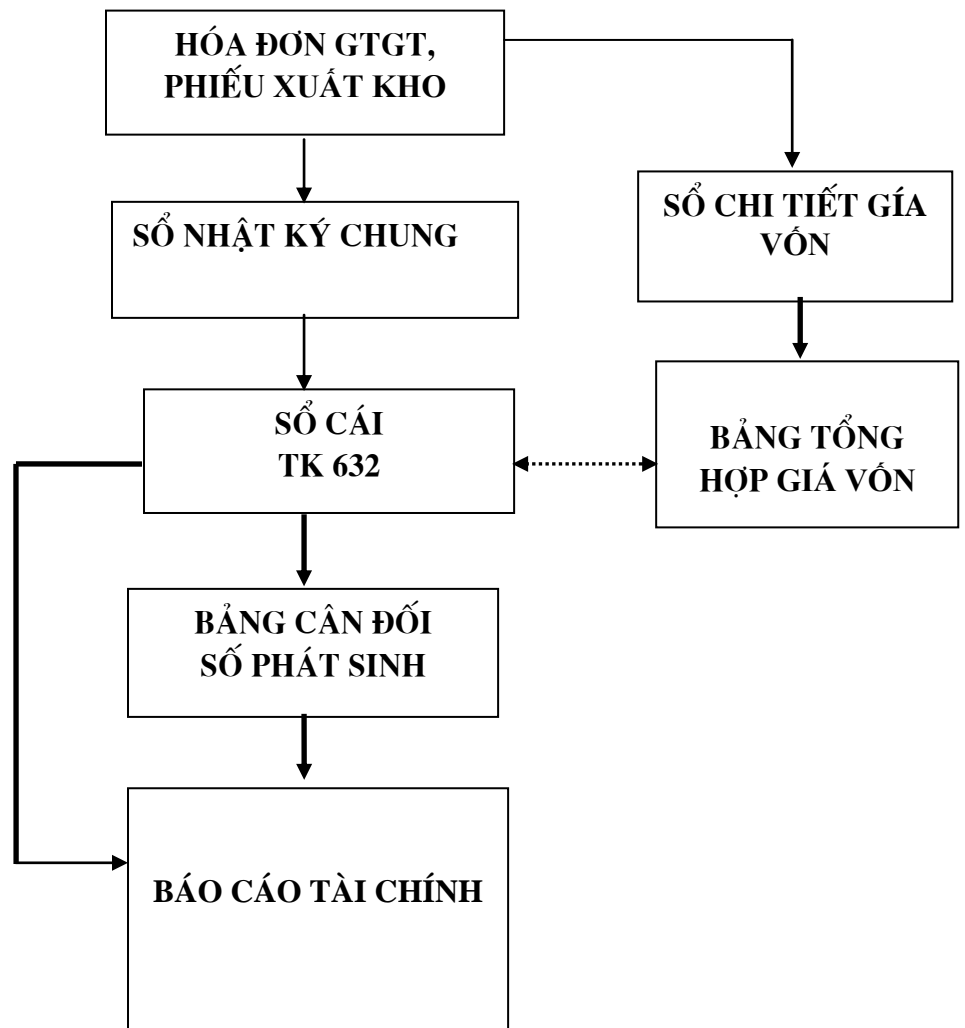 HÓA ĐƠN GTGT,
PHIẾU XUẤT KHO
SỔ NHẬT KÝ CHUNG
SỔ CHI TIẾT GÍA
VỐN
SỔ CÁI
TK 632
BẢNG TỔNG
HỢP GIÁ VỐN
BẢNG CÂN ĐỐI
SỐ PHÁT SINH
BÁO CÁO TÀI CHÍNH